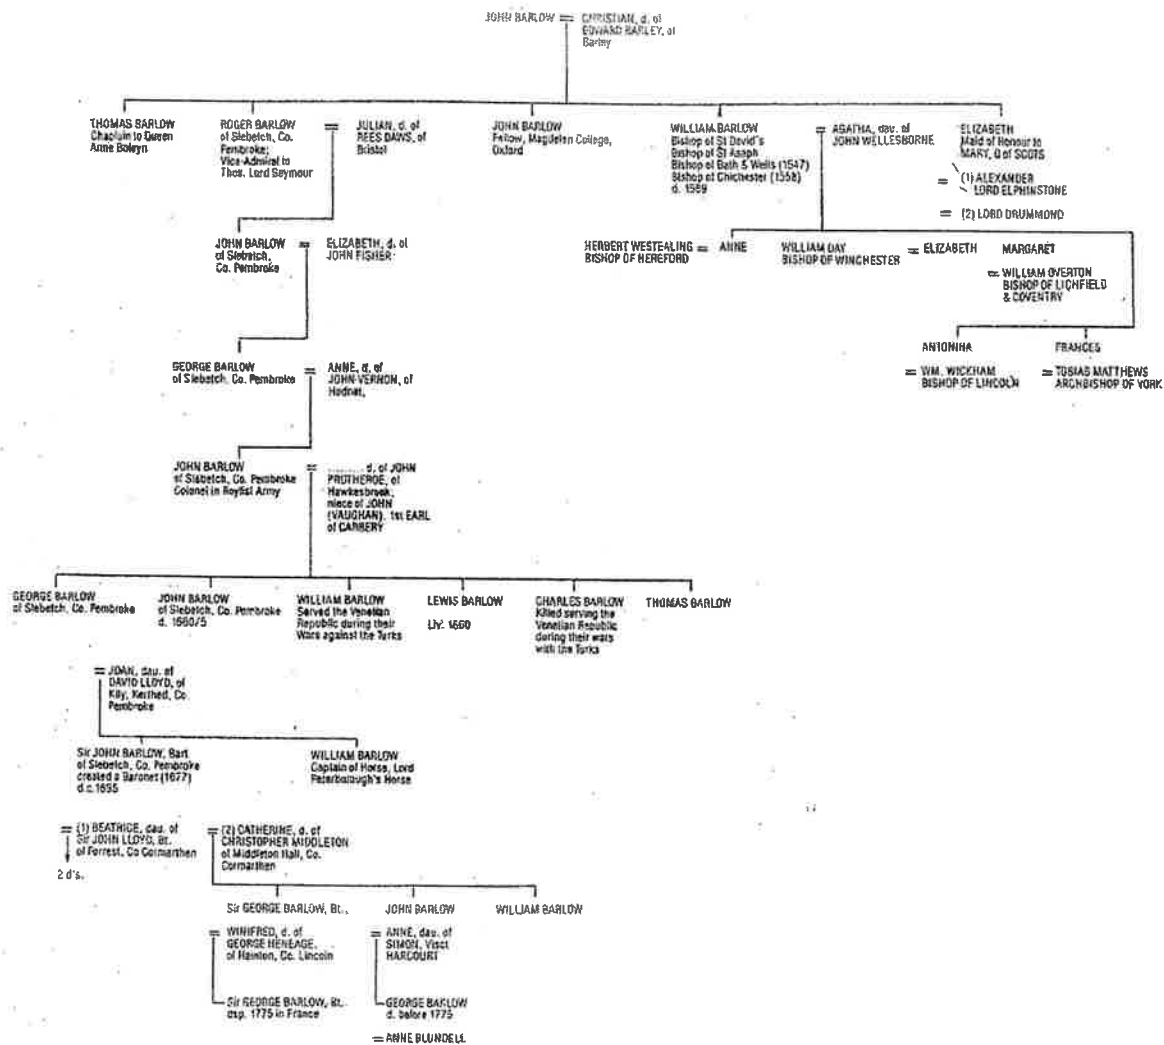 JOHN BARLOW = CHRISTIAN, d. of
EDWARD BARLEY, of
Barley
THOMAS BARLOW
Chaplain to Queen
Anne Boleyn
ROGER BARLOW
of Slebetch, Co.
Pembroke;
Vice-Admiral to
Thos. Lord Seymour
= JULIAN, d. of
REES DAWS, of
Bristol
JOHN BARLOW
Fellow, Magdelen College,
Oxford
WILLIAM BARLOW
Bishop of St David's
Bishop of St Asaph
Bishop of Bath & Wells (1547)
Bishop of Chichester (1558)
d. 1569
= AGATHA, dau. of
JOHN WELLESBORNE
ELIZABETH
Maid of Honour to
MARY, Q of SCOTS
= (1) ALEXANDER
LORD ELPHINSTONE
= (2) LORD DRUMMOND
JOHN BARLOW
of Slebetch,
Co. Pembroke
= ELIZABETH, d. of
JOHN FISHER
HERBERT WESTEALING = ANNE
BISHOP OF HEREFORD
WILLIAM DAY = ELIZABETH
BISHOP OF WINCHESTER
MARGARET
= WILLIAM OVERTON
BISHOP OF LICHFIELD
& COVENTRY
GEORGE BARLOW
of Slebetch, Co. Pembroke
= ANNE, d. of
JOHN VERNON, of
Hodnet,
ANTONINA
= WM. WICKHAM
BISHOP OF LINCOLN
FRANCES
= TOBIAS MATTHEWS
ARCHBISHOP OF YORK
JOHN BARLOW
of Slebetch, Co. Pembroke
Colonel in Roylist Army
= ......... d. of JOHN
PROTHEROE, of
Hawkesbrook,
niece of JOHN
(VAUGHAN). 1st EARL
of CARBERY
GEORGE BARLOW
of Slebetch, Co. Pembroke
JOHN BARLOW
of Slebetch, Co. Pembroke
d. 1660/5
WILLIAM BARLOW
Served the Venetian
Republic during their
Wars against the Turks
LEWIS BARLOW
Liv. 1660
CHARLES BARLOW
Killed serving the
Venetian Republic
during their wars
with the Turks
THOMAS BARLOW
= JOAN, dau. of
DAVID LLOYD, of
Kily, Kerthed, Co.
Pembroke
Sir JOHN BARLOW, Bart
of Slebetch, Co. Pembroke
created a Baronet (1677)
d.c. 1695
WILLIAM BARLOW
Captain of Horse, Lord
Peterborough's Horse
= (1) BEATRICE, dau. of
Sir JOHN LLOYD, Bt.
of Forrest, Co Cormarthen
2 d's.
= (2) CATHERINE, d. of
CHRISTOPHER MIDDLETON
of Middleton Hall, Co.
Cormarthen
Sir GEORGE BARLOW, Bt.,
JOHN BARLOW
WILLIAM BARLOW
= WINIFRED, d. of
GEORGE HENEAGE,
of Hainton, Co. Lincoln
= ANNE, dau. of
SIMON, Visct
HARCOURT
Sir GEORGE BARLOW, Bt.
dsp. 1775 in France
GEORGE BARLOW
d. before 1775
= ANNE BLUNDELL